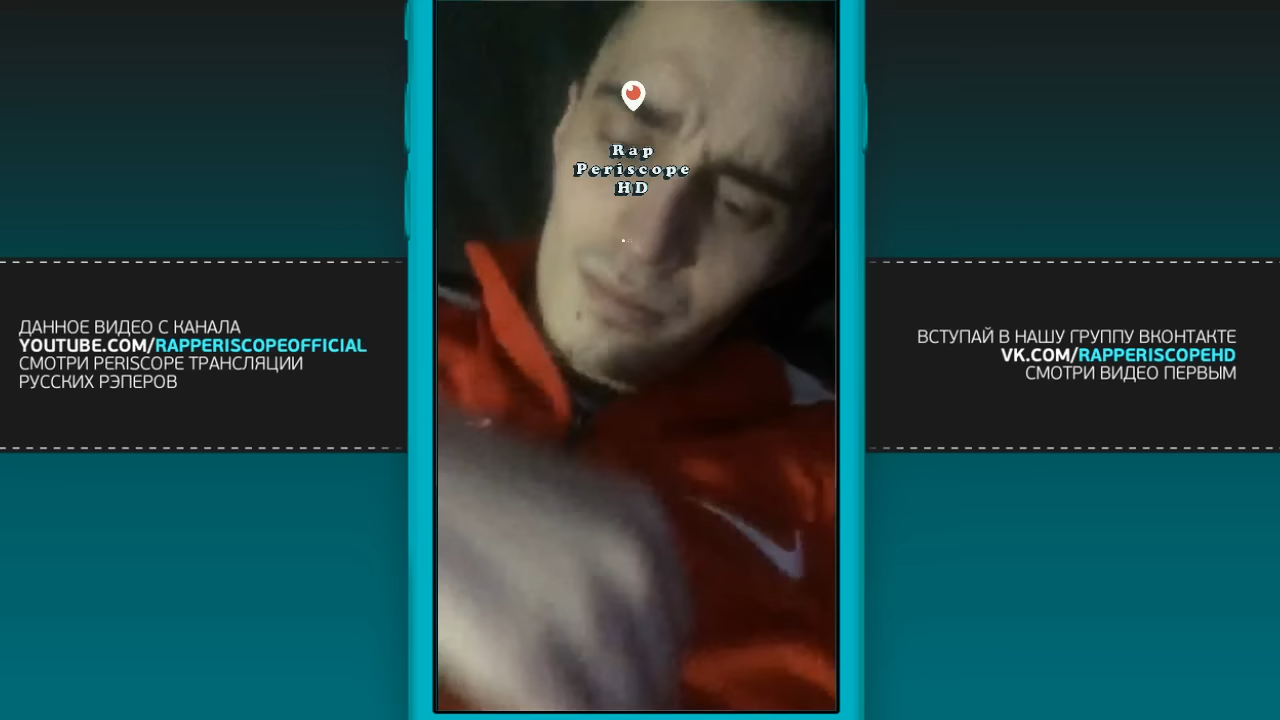 Rap
Periscope
HD
ДАННОЕ ВИДЕО С КАНАЛА
YOUTUBE.COM/RAPPERISCOPEOFFICIAL
СМОТРИ PERISCOPE ТРАНСЛЯЦИИ
РУССКИХ РЭПЕРОВ
ВСТУПАЙ В НАШУ ГРУППУ ВКОНТАКТЕ
VK.COM/RAPPERISCOPEHD
СМОТРИ ВИДЕО ПЕРВЫМ